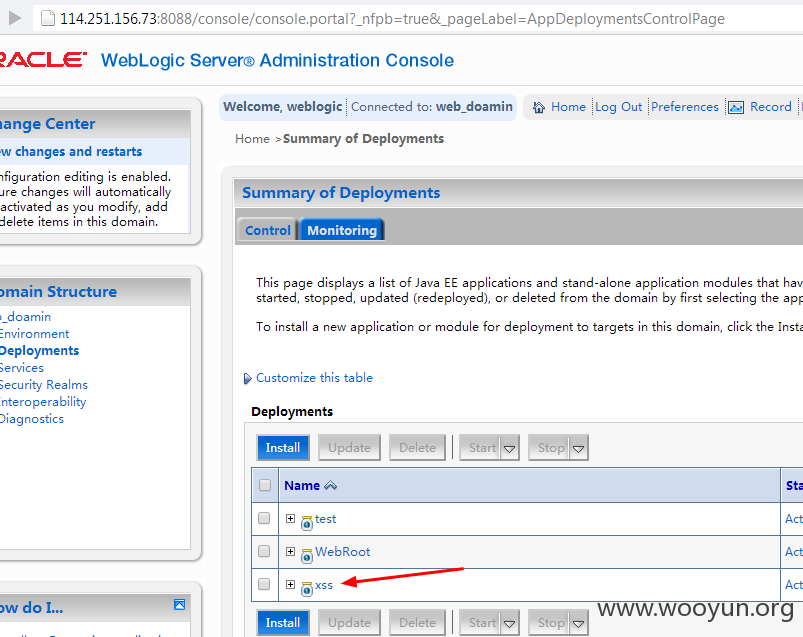 114.251.156.73:8088/console/console.portal?_nfpb=true&_pageLabel=AppDeploymentsControlPage
RACLE WebLogic Server® Administration Console
ange Center
w changes and restarts
nfiguration editing is enabled.
ure changes will automatically
activated as you modify, add
delete items in this domain.
omain Structure
b_doamin
Environment
Deployments
Services
Security Realms
Interoperability
Diagnostics
ow do I...
Welcome, weblogic Connected to: web_doamin Home Log Out Preferences Record
Home >Summary of Deployments
Summary of Deployments
Control Monitoring
This page displays a list of Java EE applications and stand-alone application modules that hav
started, stopped, updated (redeployed), or deleted from the domain by first selecting the app
To install a new application or module for deployment to targets in this domain, click the Insta
Customize this table
Deployments
Install Update Delete Start Stop
Name Sta
test Act
WebRoot Act
xss Act
Install Update Delete Start Stop
www.wooyun.org